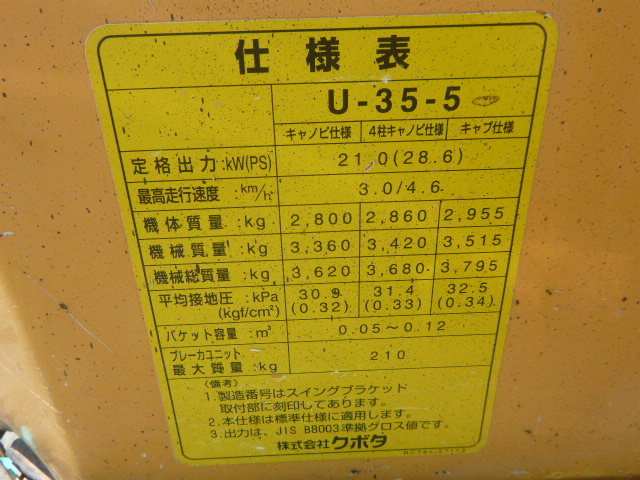 仕様表
U-35-5
キャノピ仕様 4柱キャノピ仕様 キャブ仕様
定格出力:kW(PS) 21.0(28.6)
最高走行速度:km/h 3.0/4.6
機体質量:kg 2,800 2,860 2,955
機械質量:kg 3,360 3,420 3,515
機械総質量:kg 3,620 3,680 3,795
平均接地圧:kPa 30.9 31.4 32.5
(kgf/cm²) (0.32) (0.33) (0.34)
バケット容量:m³ 0.05～0.12
ブレーカユニット
最大質量:kg 210
〈備考〉
1.製造番号はスイングブラケット
取付部に刻印してあります。
2.本仕様は標準仕様に適用します。
3.出力は、JIS B8003準拠グロス値です。
株式会社クボタ